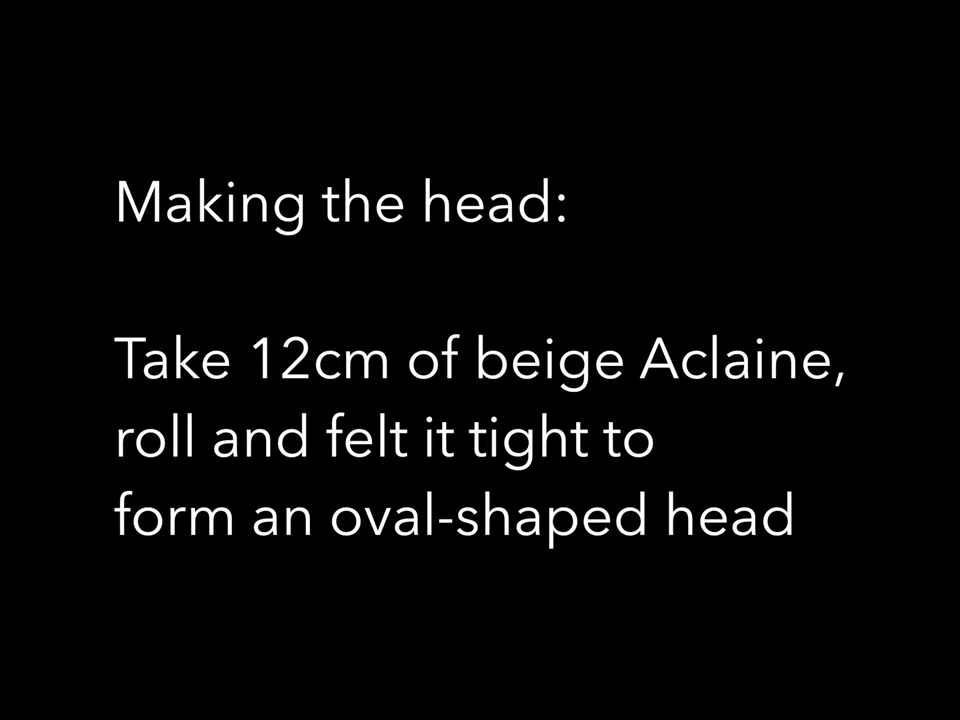 Making the head:
Take 12cm of beige Aclaine,
roll and felt it tight to
form an oval-shaped head